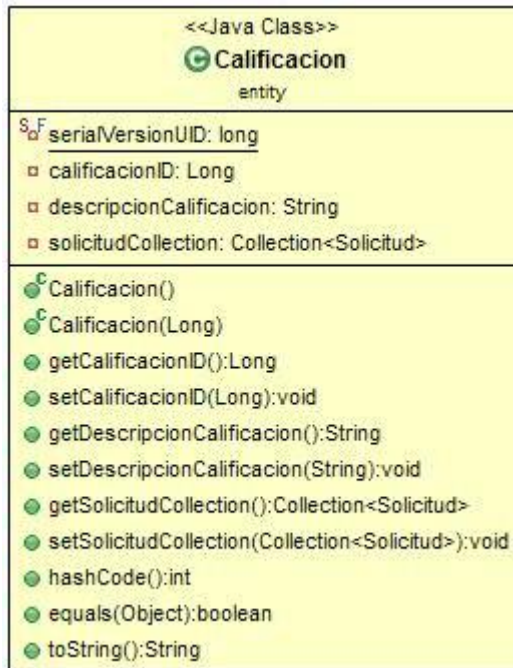 <<Java Class>>
C Calificacion
entity
S F serialVersionUID: long
calificacionID: Long
descripcionCalificacion: String
solicitudCollection: Collection<Solicitud>
C Calificacion()
C Calificacion(Long)
getCalificacionID():Long
setCalificacionID(Long):void
getDescripcionCalificacion():String
setDescripcionCalificacion(String):void
getSolicitudCollection():Collection<Solicitud>
setSolicitudCollection(Collection<Solicitud>):void
hashCode():int
equals(Object):boolean
toString():String